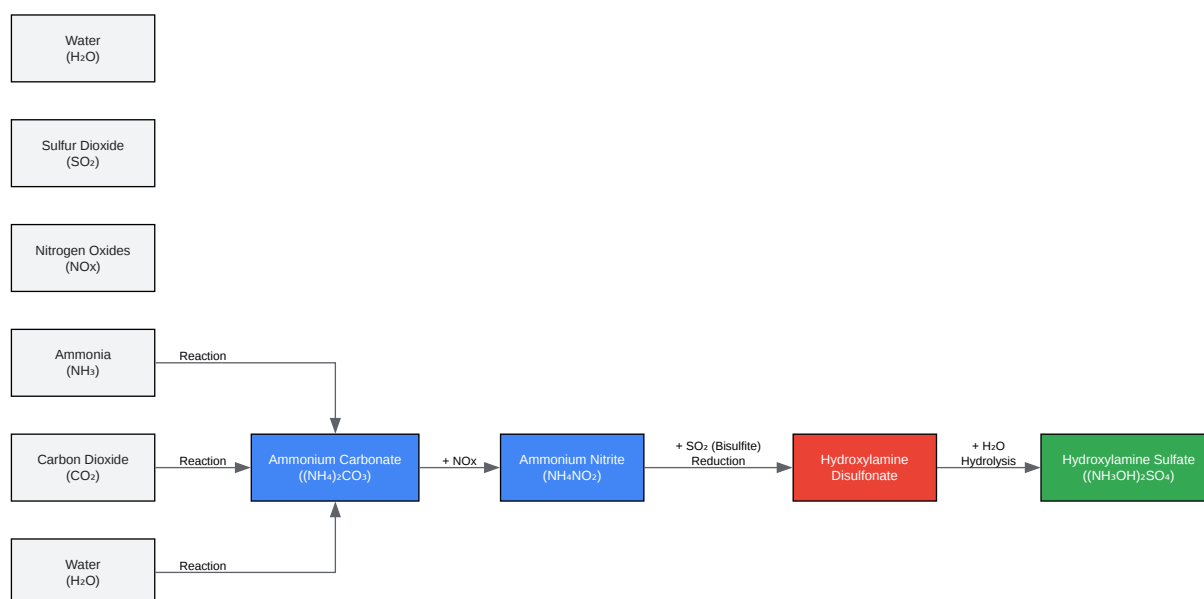 Water
(H₂O)
Sulfur Dioxide
(SO₂)
Nitrogen Oxides
(NOx)
Ammonia
(NH₃)
Reaction
Carbon Dioxide
(CO₂)
Reaction
Ammonium Carbonate
((NH₄)₂CO₃)
+ NOx
Ammonium Nitrite
(NH₄NO₂)
+ SO₂ (Bisulfite)
Reduction
Hydroxylamine
Disulfonate
+ H₂O
Hydrolysis
Hydroxylamine Sulfate
((NH₃OH)₂SO₄)
Water
(H₂O)
Reaction